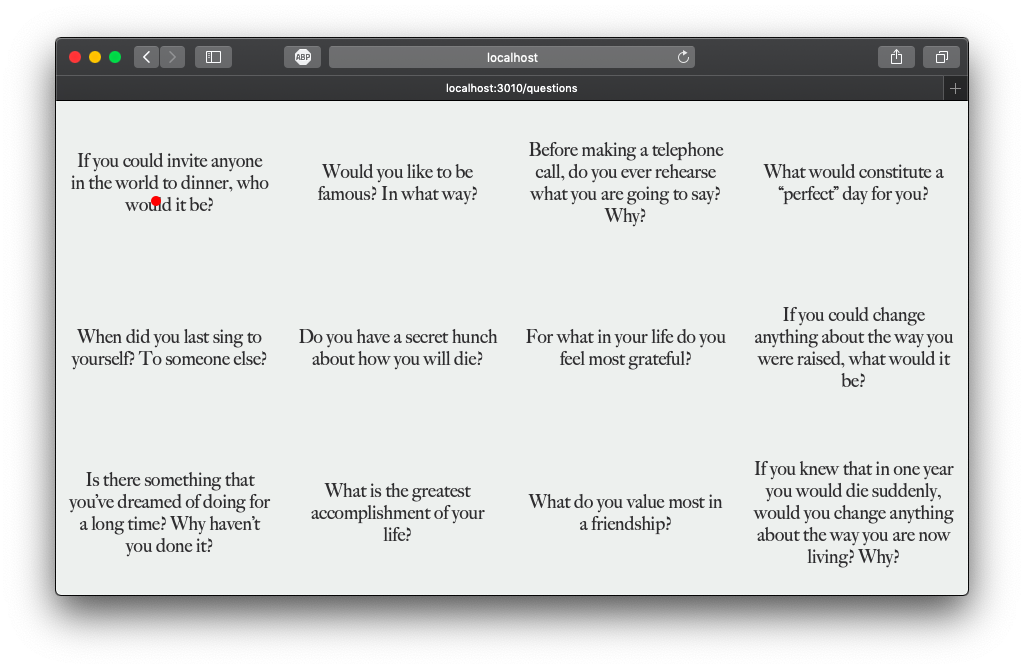 ABP
localhost
localhost:3010/questions
If you could invite anyone
in the world to dinner, who
would it be?
Would you like to be
famous? In what way?
Before making a telephone
call, do you ever rehearse
what you are going to say?
Why?
What would constitute a
“perfect” day for you?
When did you last sing to
yourself? To someone else?
Do you have a secret hunch
about how you will die?
For what in your life do you
feel most grateful?
If you could change
anything about the way you
were raised, what would it
be?
Is there something that
you’ve dreamed of doing for
a long time? Why haven’t
you done it?
What is the greatest
accomplishment of your
life?
What do you value most in
a friendship?
If you knew that in one year
you would die suddenly,
would you change anything
about the way you are now
living? Why?